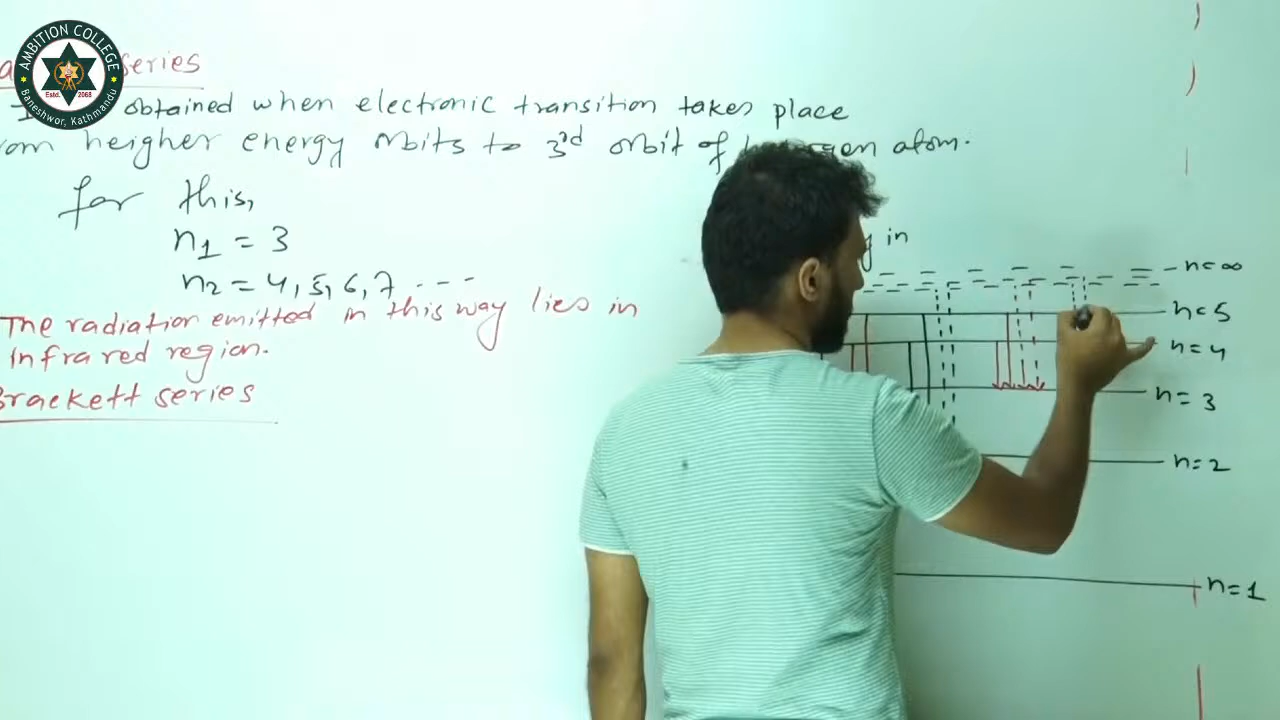 AMBITION COLLEGE
Estd. 2068
Baneshwor, Kathmandu
series
obtained when electronic transition takes place
heigher energy orbits to 3rd orbit of atom.
for this,
n1 = 3
n2 = 4, 5, 6, 7 ----
The radiation emitted in this way lies in
infrared region.
Brackett series
in
n=∞
n=5
n=4
n=3
n=2
n=1